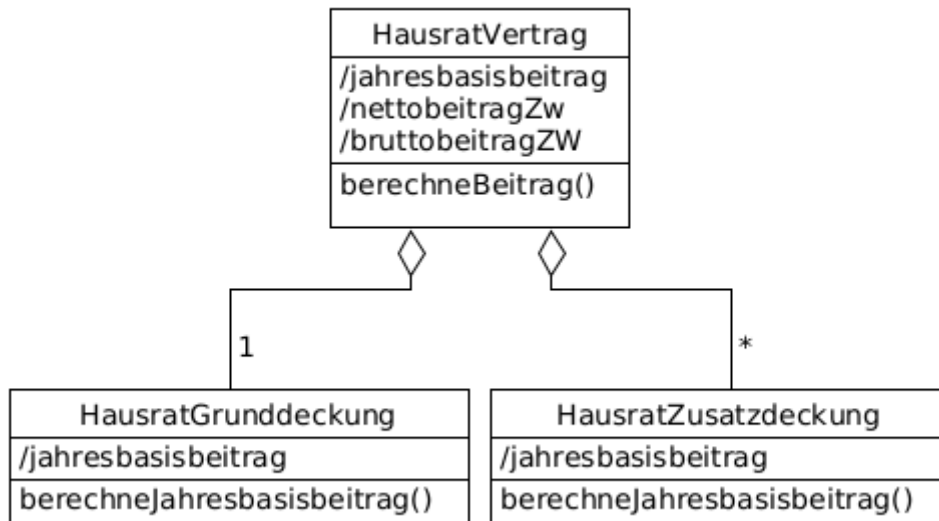 HausratVertrag
/jahresbasisbeitrag
/nettobeitragZw
/bruttobeitragZW
berechneBeitrag()
1
*
HausratGrunddeckung
/jahresbasisbeitrag
berechneJahresbasisbeitrag()
HausratZusatzdeckung
/jahresbasisbeitrag
berechneJahresbasisbeitrag()